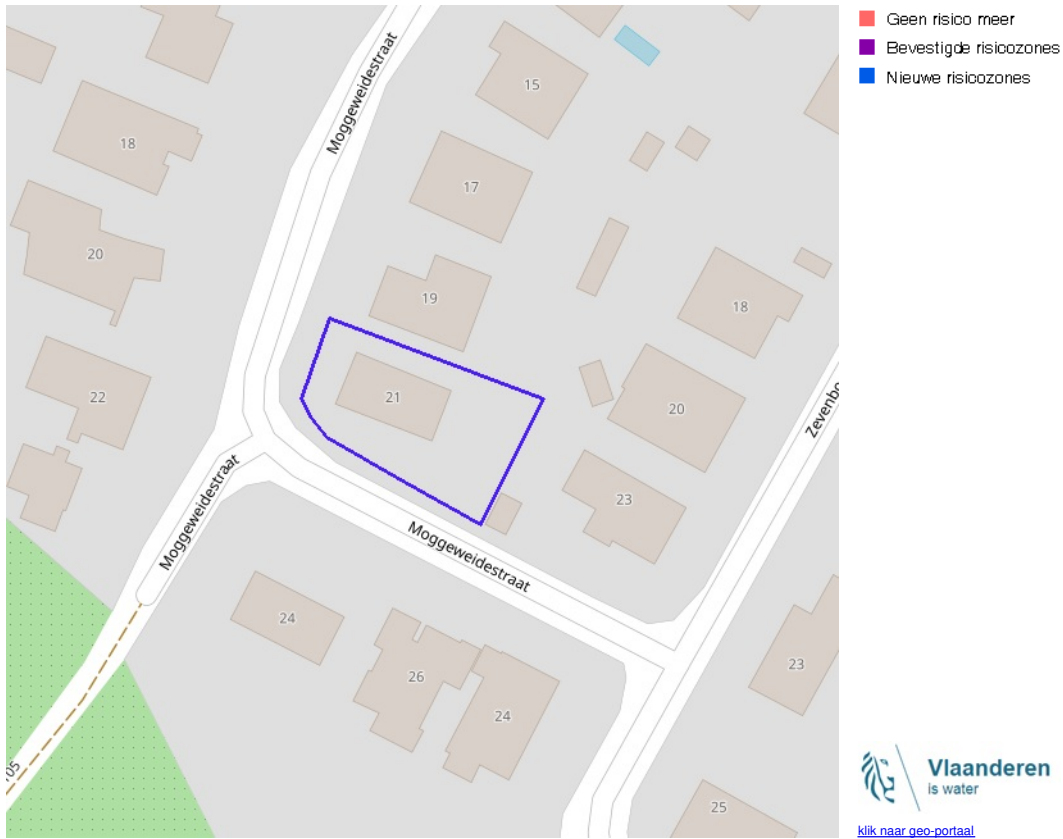 Geen risico meer
Bevestigde risicozones
Nieuwe risicozones
Moggeweidestraat
15
18
17
20
19
18
22
21
20
Moggeweidestraat
23
Moggeweidestraat
24
26
24
23
25
Vlaanderen
is water
klik naar geo-portaal